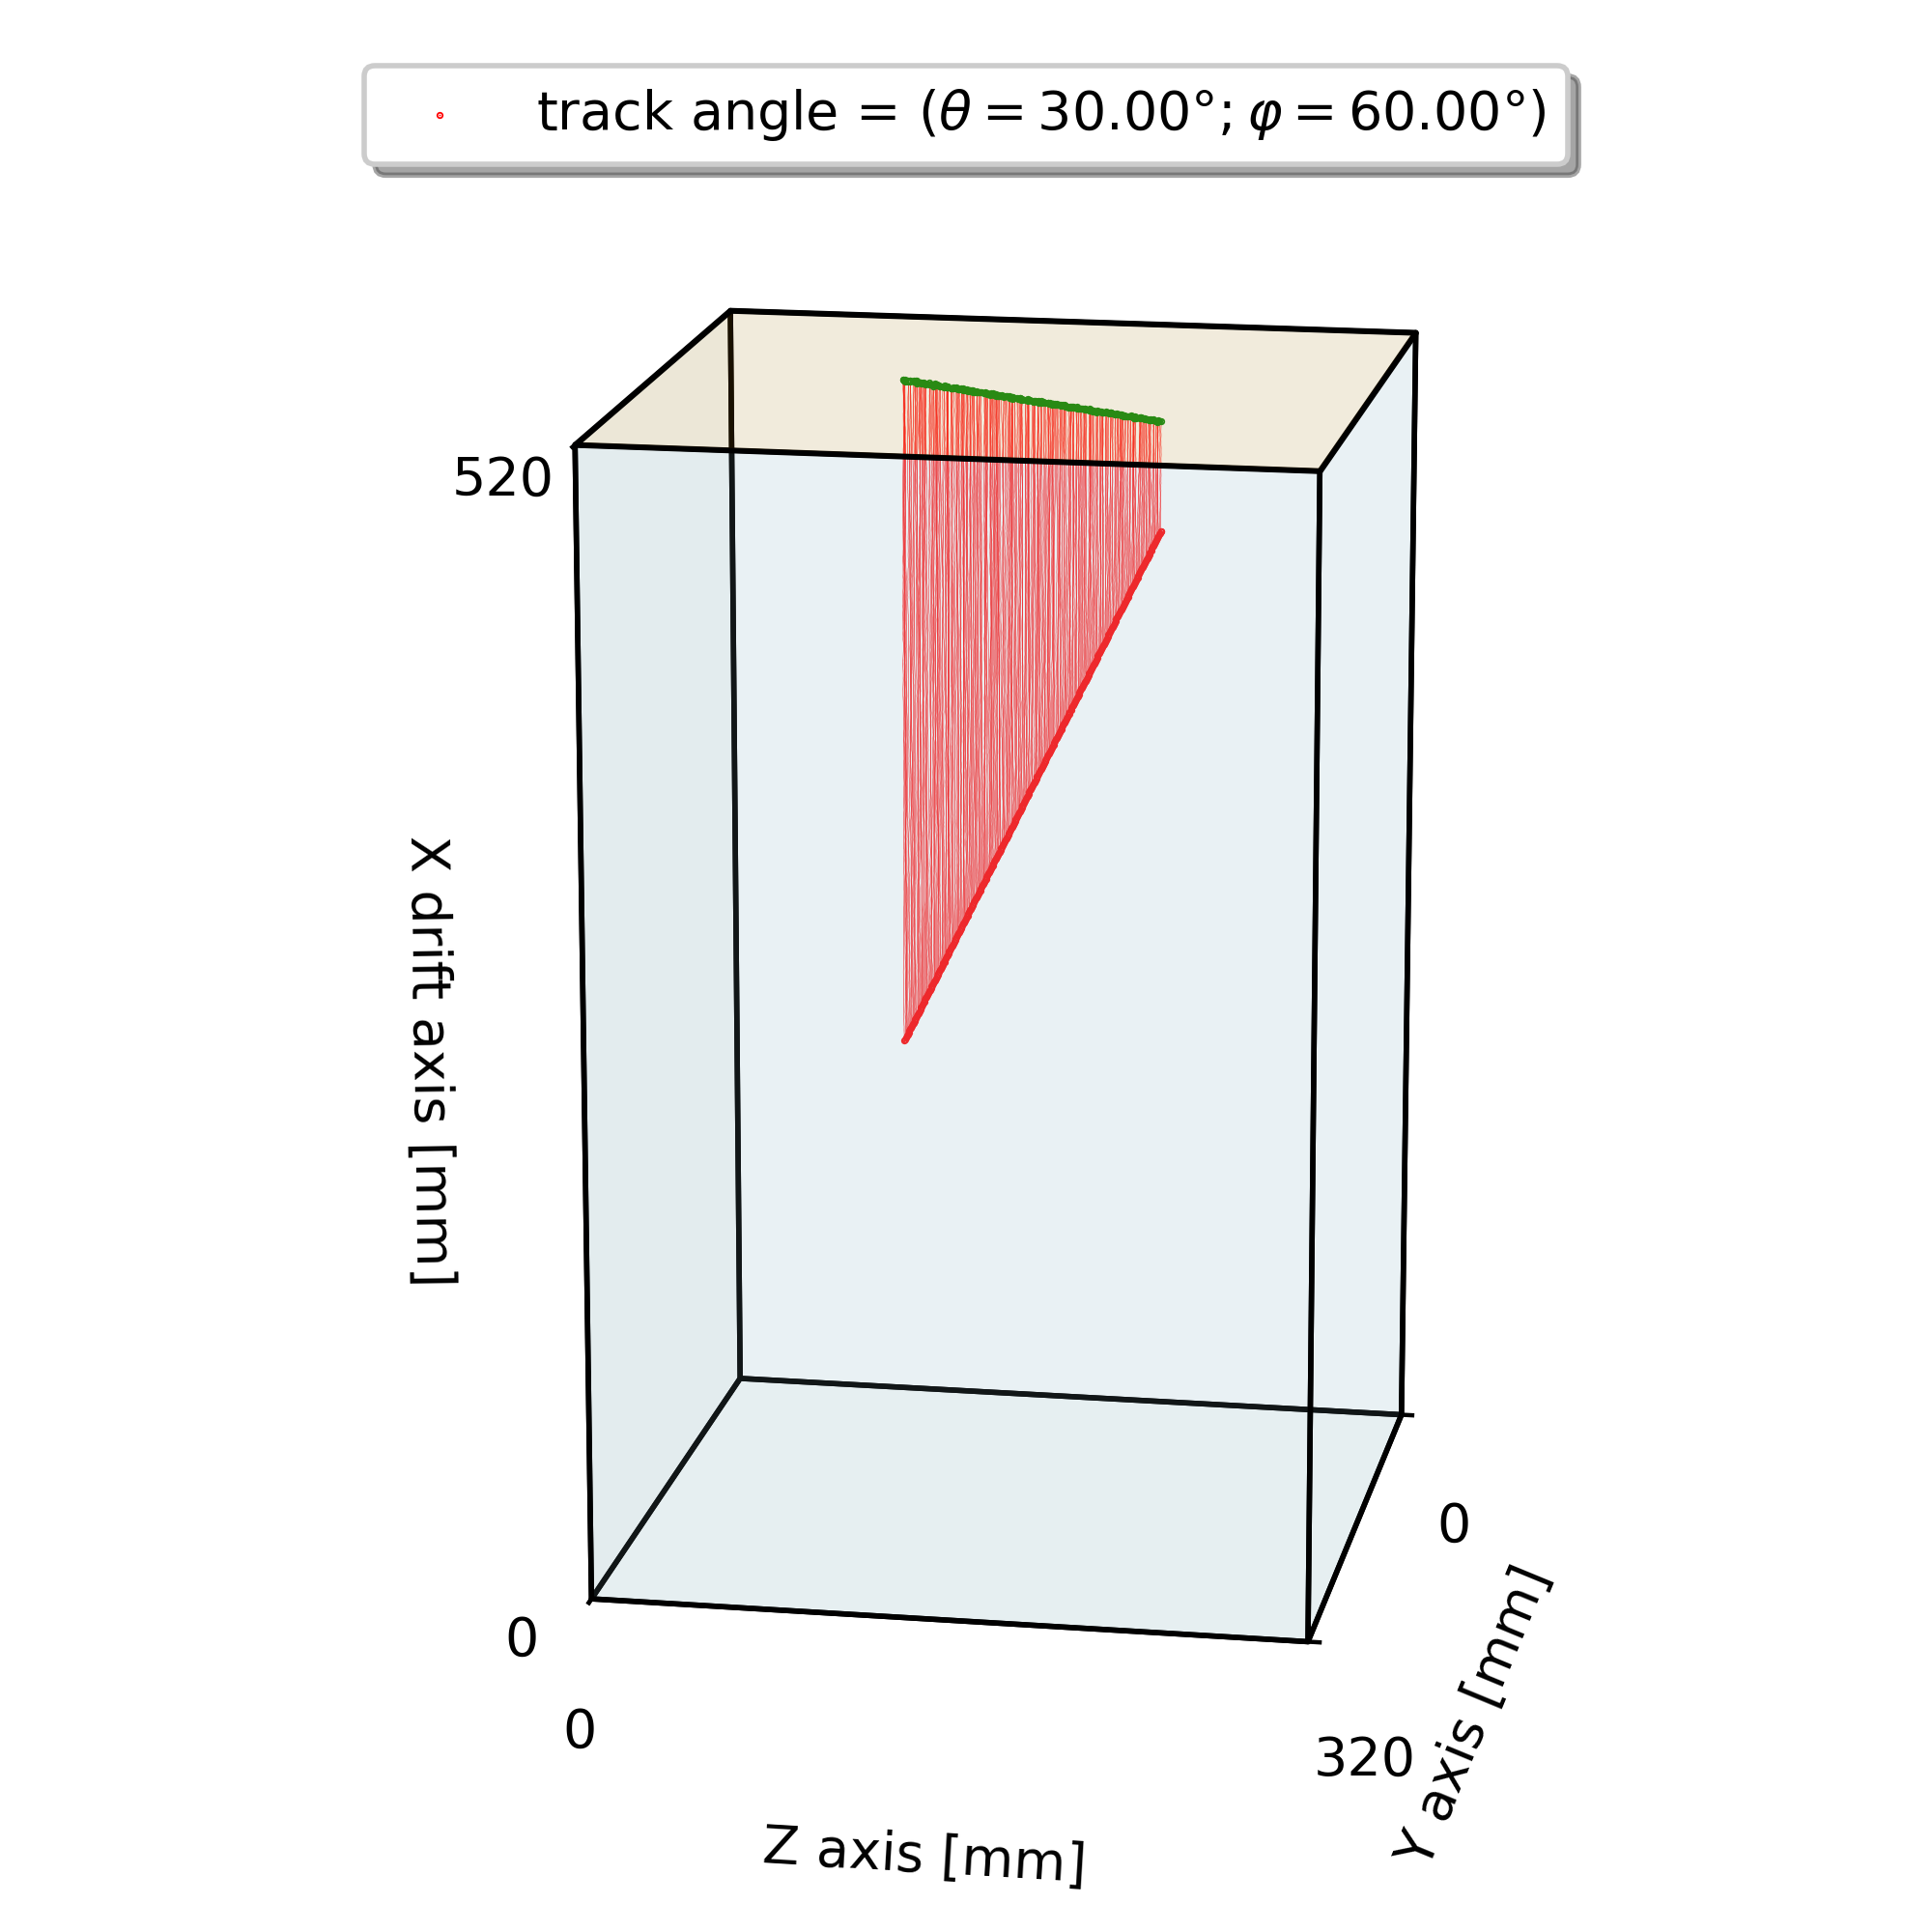 track angle = (θ = 30.00°; φ = 60.00°)
520
X drift axis [mm]
0
0
Z axis [mm]
320
Y axis [mm]
0